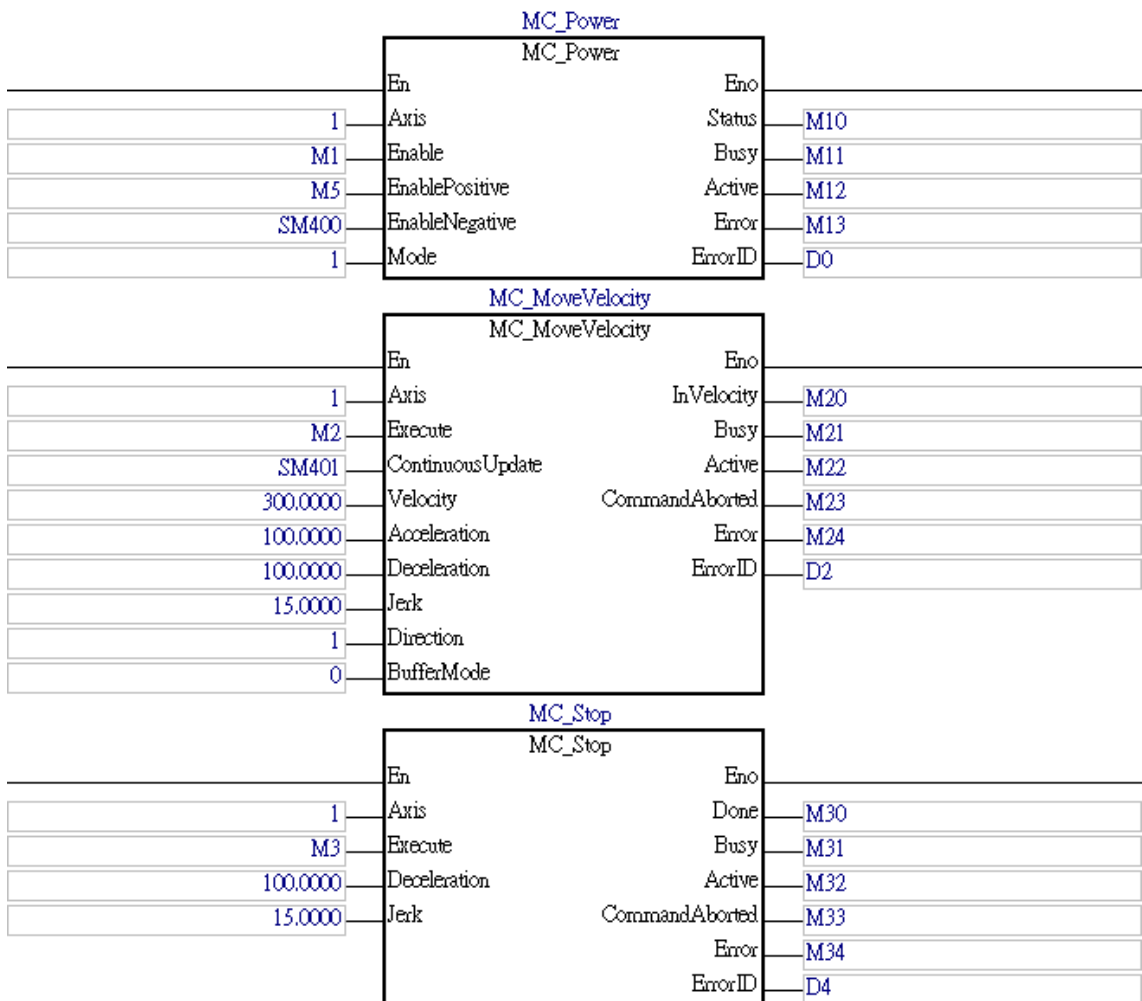 MC_Power
MC_Power
En Eno
1 Axis Status M10
M1 Enable Busy M11
M5 EnablePositive Active M12
SM400 EnableNegative Error M13
1 Mode ErrorID D0
MC_MoveVelocity
MC_MoveVelocity
En Eno
1 Axis InVelocity M20
M2 Execute Busy M21
SM401 ContinuousUpdate Active M22
300.0000 Velocity CommandAborted M23
100.0000 Acceleration Error M24
100.0000 Deceleration ErrorID D2
15.0000 Jerk
1 Direction
0 BufferMode
MC_Stop
MC_Stop
En Eno
1 Axis Done M30
M3 Execute Busy M31
100.0000 Deceleration Active M32
15.0000 Jerk CommandAborted M33
Error M34
ErrorID D4